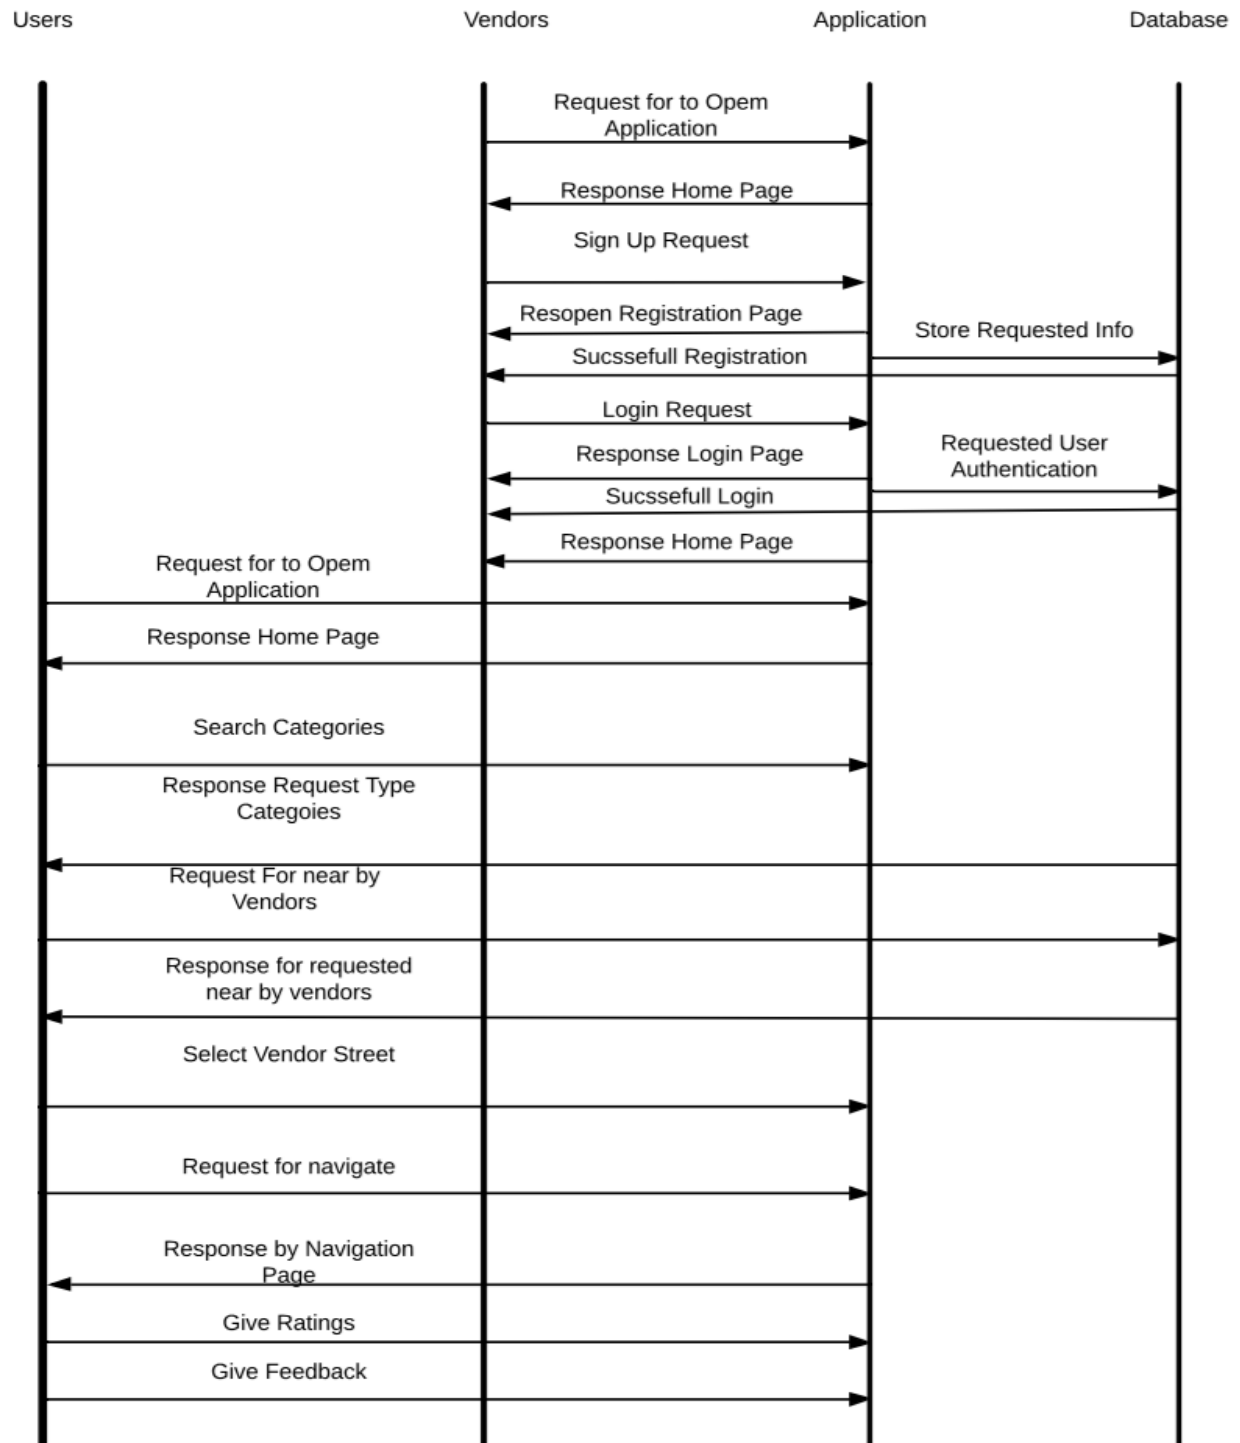 Users
Vendors
Application
Database
Request for to Opem
Application
Response Home Page
Sign Up Request
Resopen Registration Page
Store Requested Info
Sucssefull Registration
Login Request
Requested User
Authentication
Response Login Page
Sucssefull Login
Response Home Page
Request for to Opem
Application
Response Home Page
Search Categories
Response Request Type
Categoies
Request For near by
Vendors
Response for requested
near by vendors
Select Vendor Street
Request for navigate
Response by Navigation
Page
Give Ratings
Give Feedback